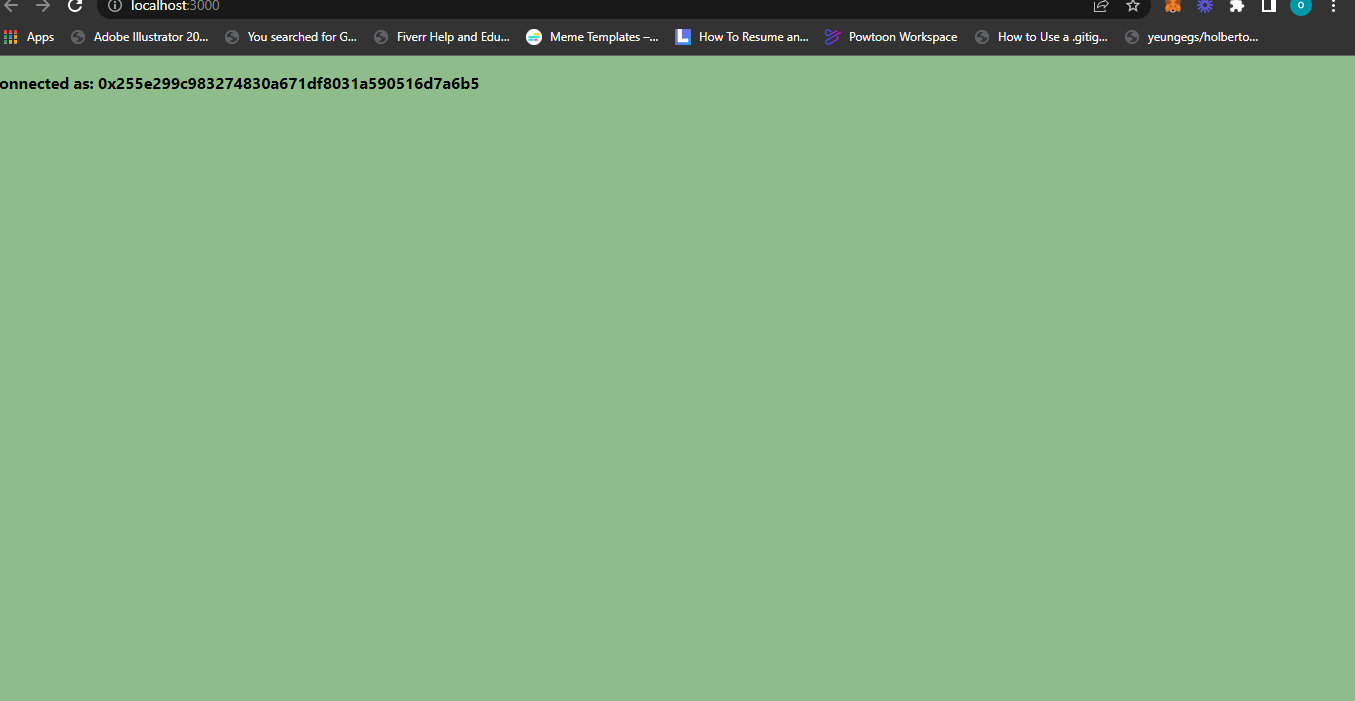 localhost:3000
Apps Adobe Illustrator 20... You searched for G... Fiverr Help and Edu... Meme Templates –... How To Resume an... Powtoon Workspace How to Use a .gitig... yeungegs/holberto...
onnected as: 0x255e299c983274830a671df8031a590516d7a6b5